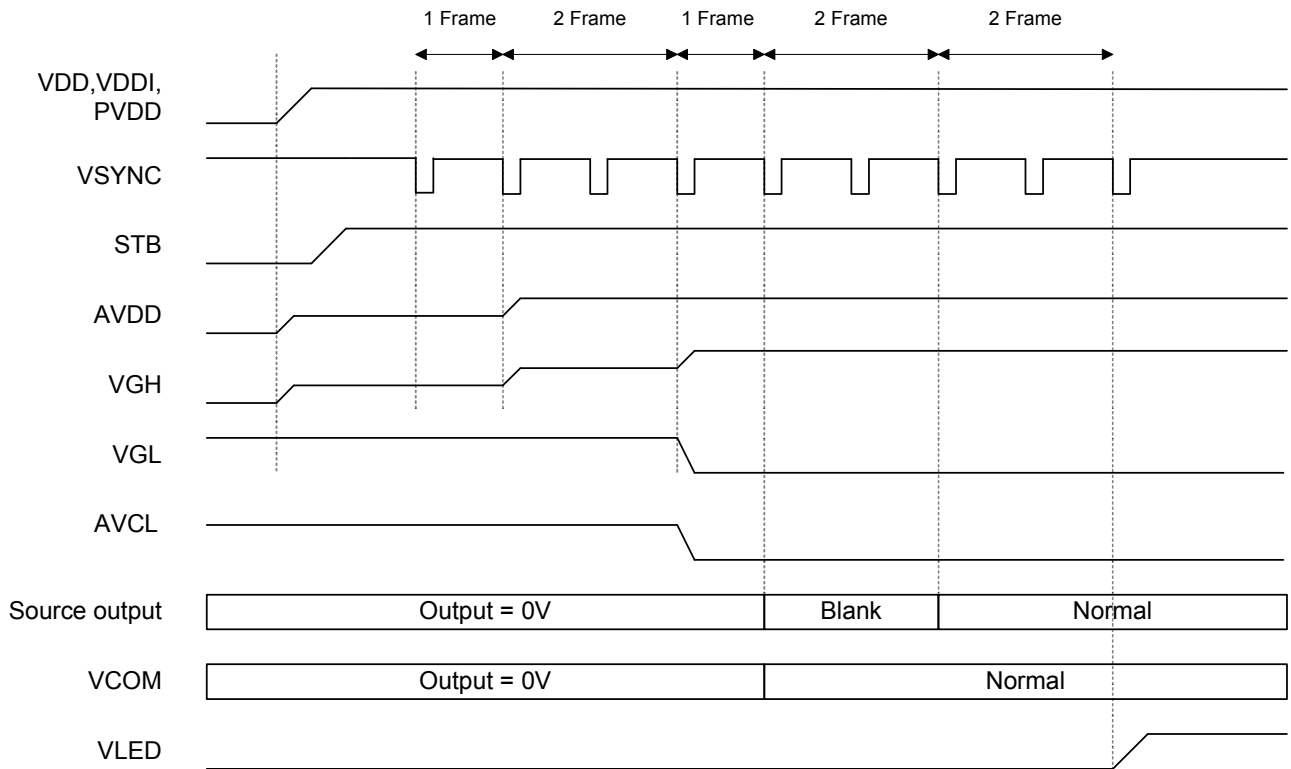 1 Frame 2 Frame 1 Frame 2 Frame 2 Frame
VDD,VDDI,
PVDD
VSYNC
STB
AVDD
VGH
VGL
AVCL
Source output Output = 0V Blank Normal
VCOM Output = 0V Normal
VLED